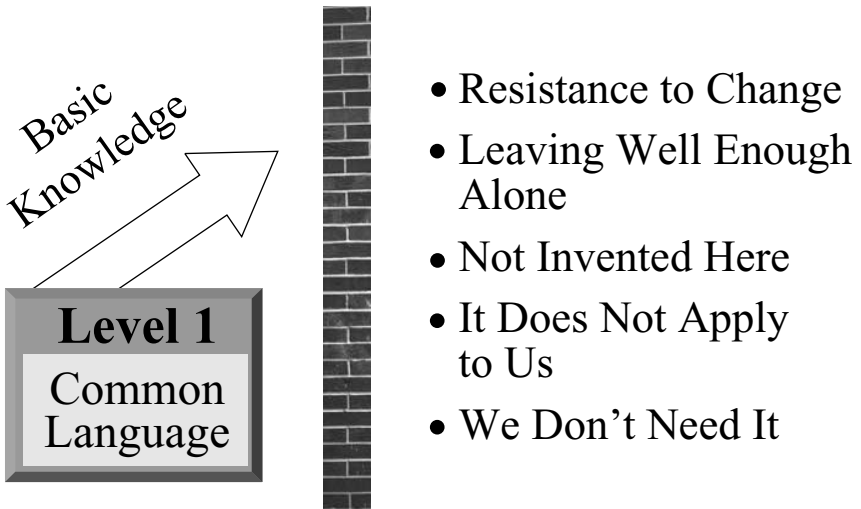 Basic
Knowledge
Level 1
Common
Language
• Resistance to Change
• Leaving Well Enough
Alone
• Not Invented Here
• It Does Not Apply
to Us
• We Don’t Need It